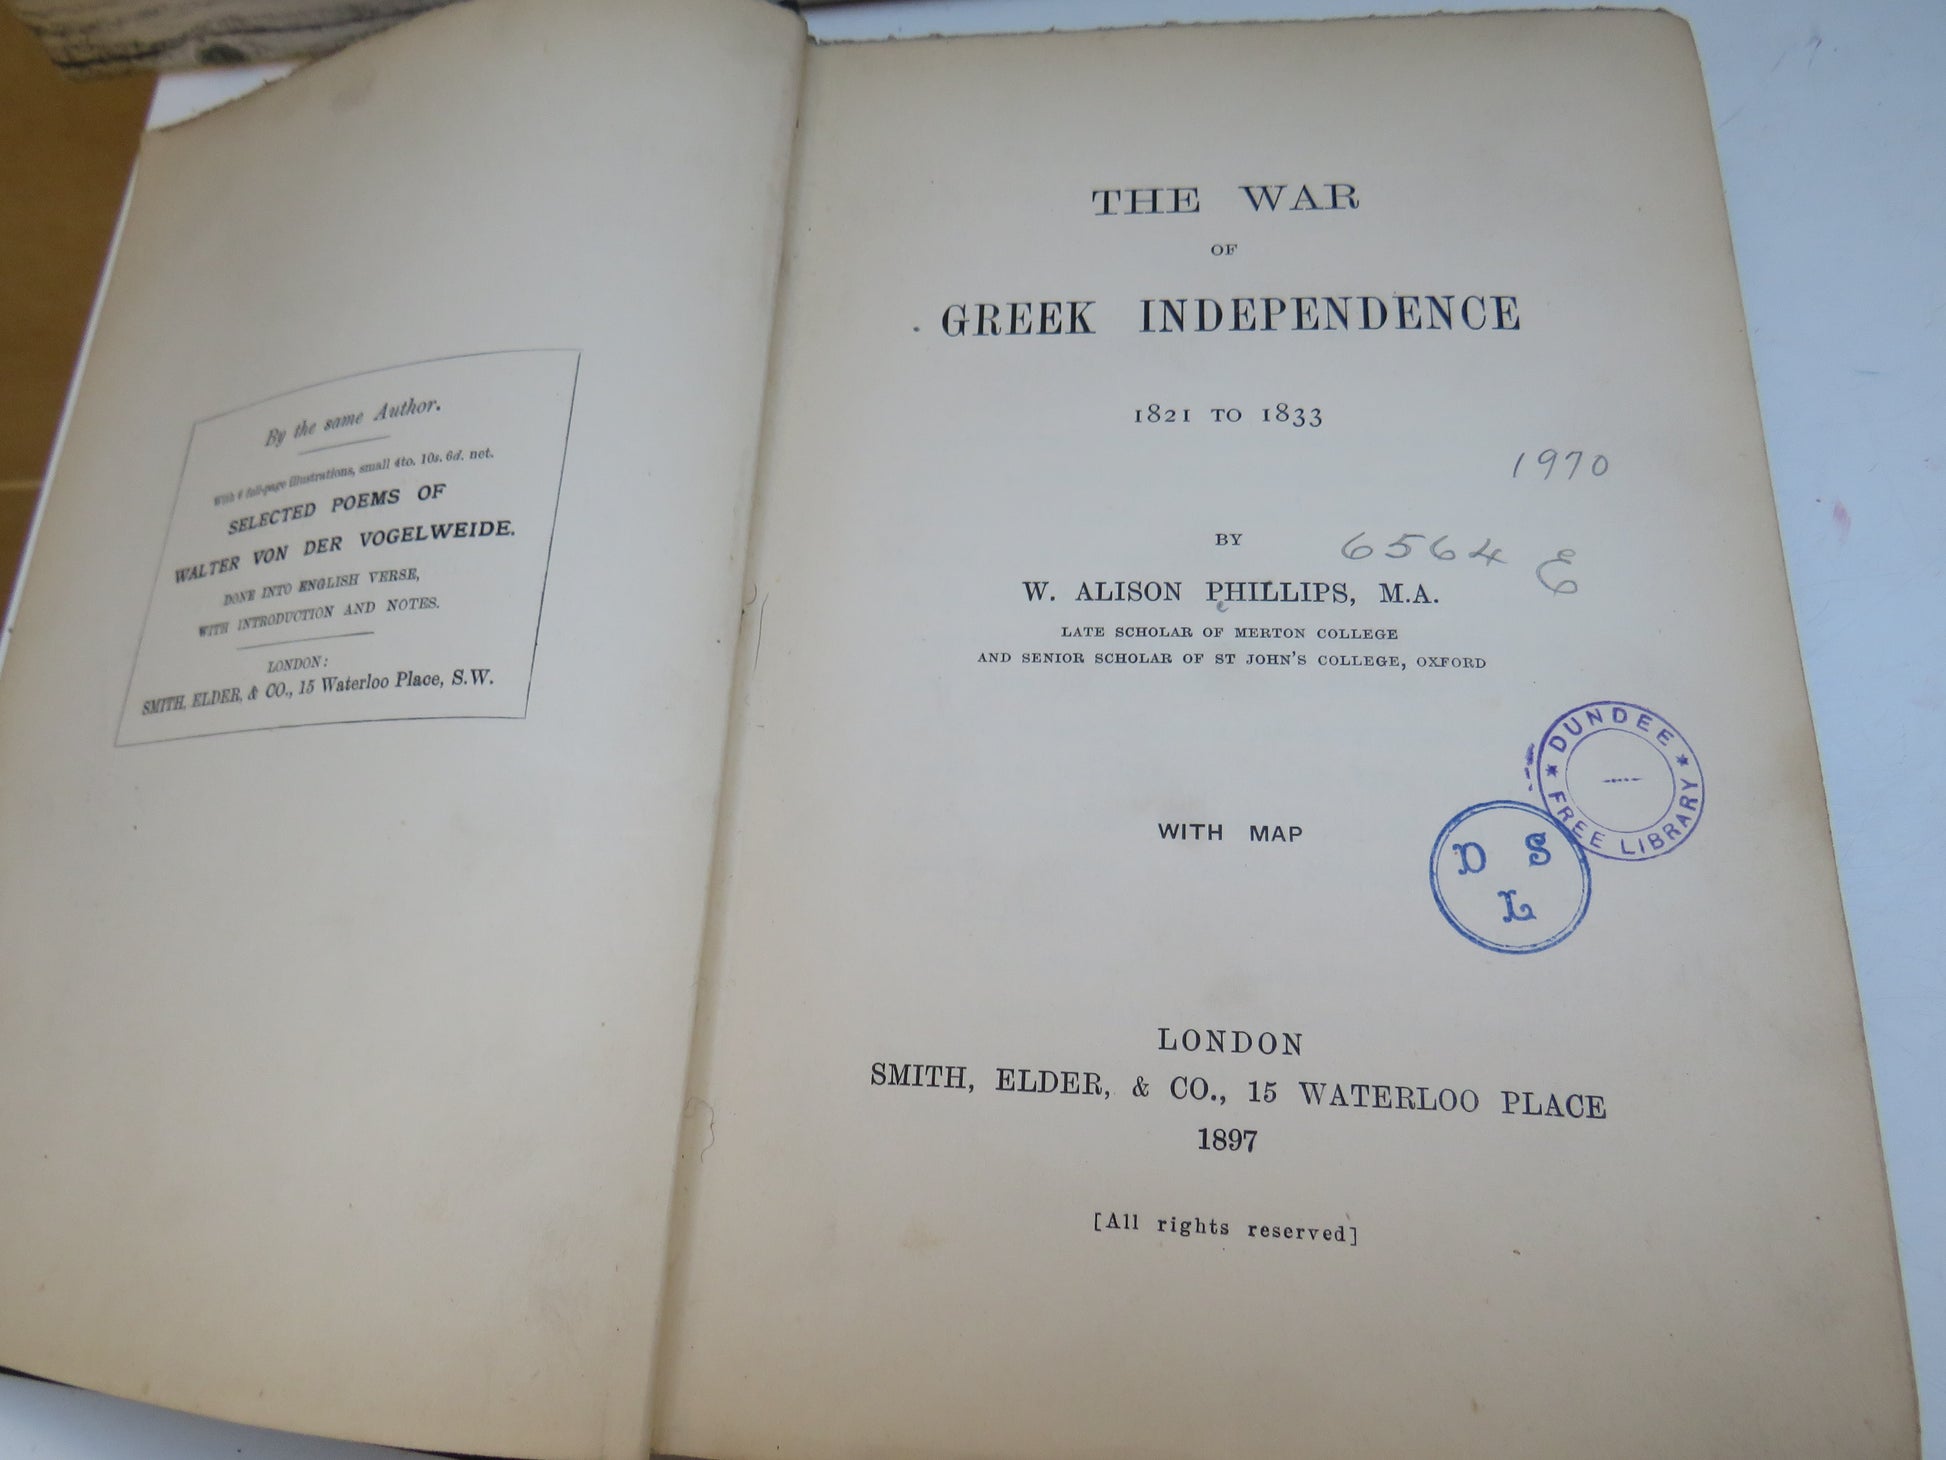 By the same Author.
With 6 full-page illustrations, small 4to. 10s. 6d. net.
SELECTED POEMS OF
WALTER VON DER VOGELWEIDE.
DONE INTO ENGLISH VERSE,
WITH INTRODUCTION AND NOTES.
LONDON:
SMITH, ELDER, & CO., 15 Waterloo Place, S.W.
THE WAR
OF
GREEK INDEPENDENCE
1821 TO 1833
1970
BY
6564 E
W. ALISON PHILLIPS, M.A.
LATE SCHOLAR OF MERTON COLLEGE
AND SENIOR SCHOLAR OF ST JOHN'S COLLEGE, OXFORD
DUNDEE
FREE LIBRARY
WITH MAP
D S
L
LONDON
SMITH, ELDER, & CO., 15 WATERLOO PLACE
1897
[All rights reserved]